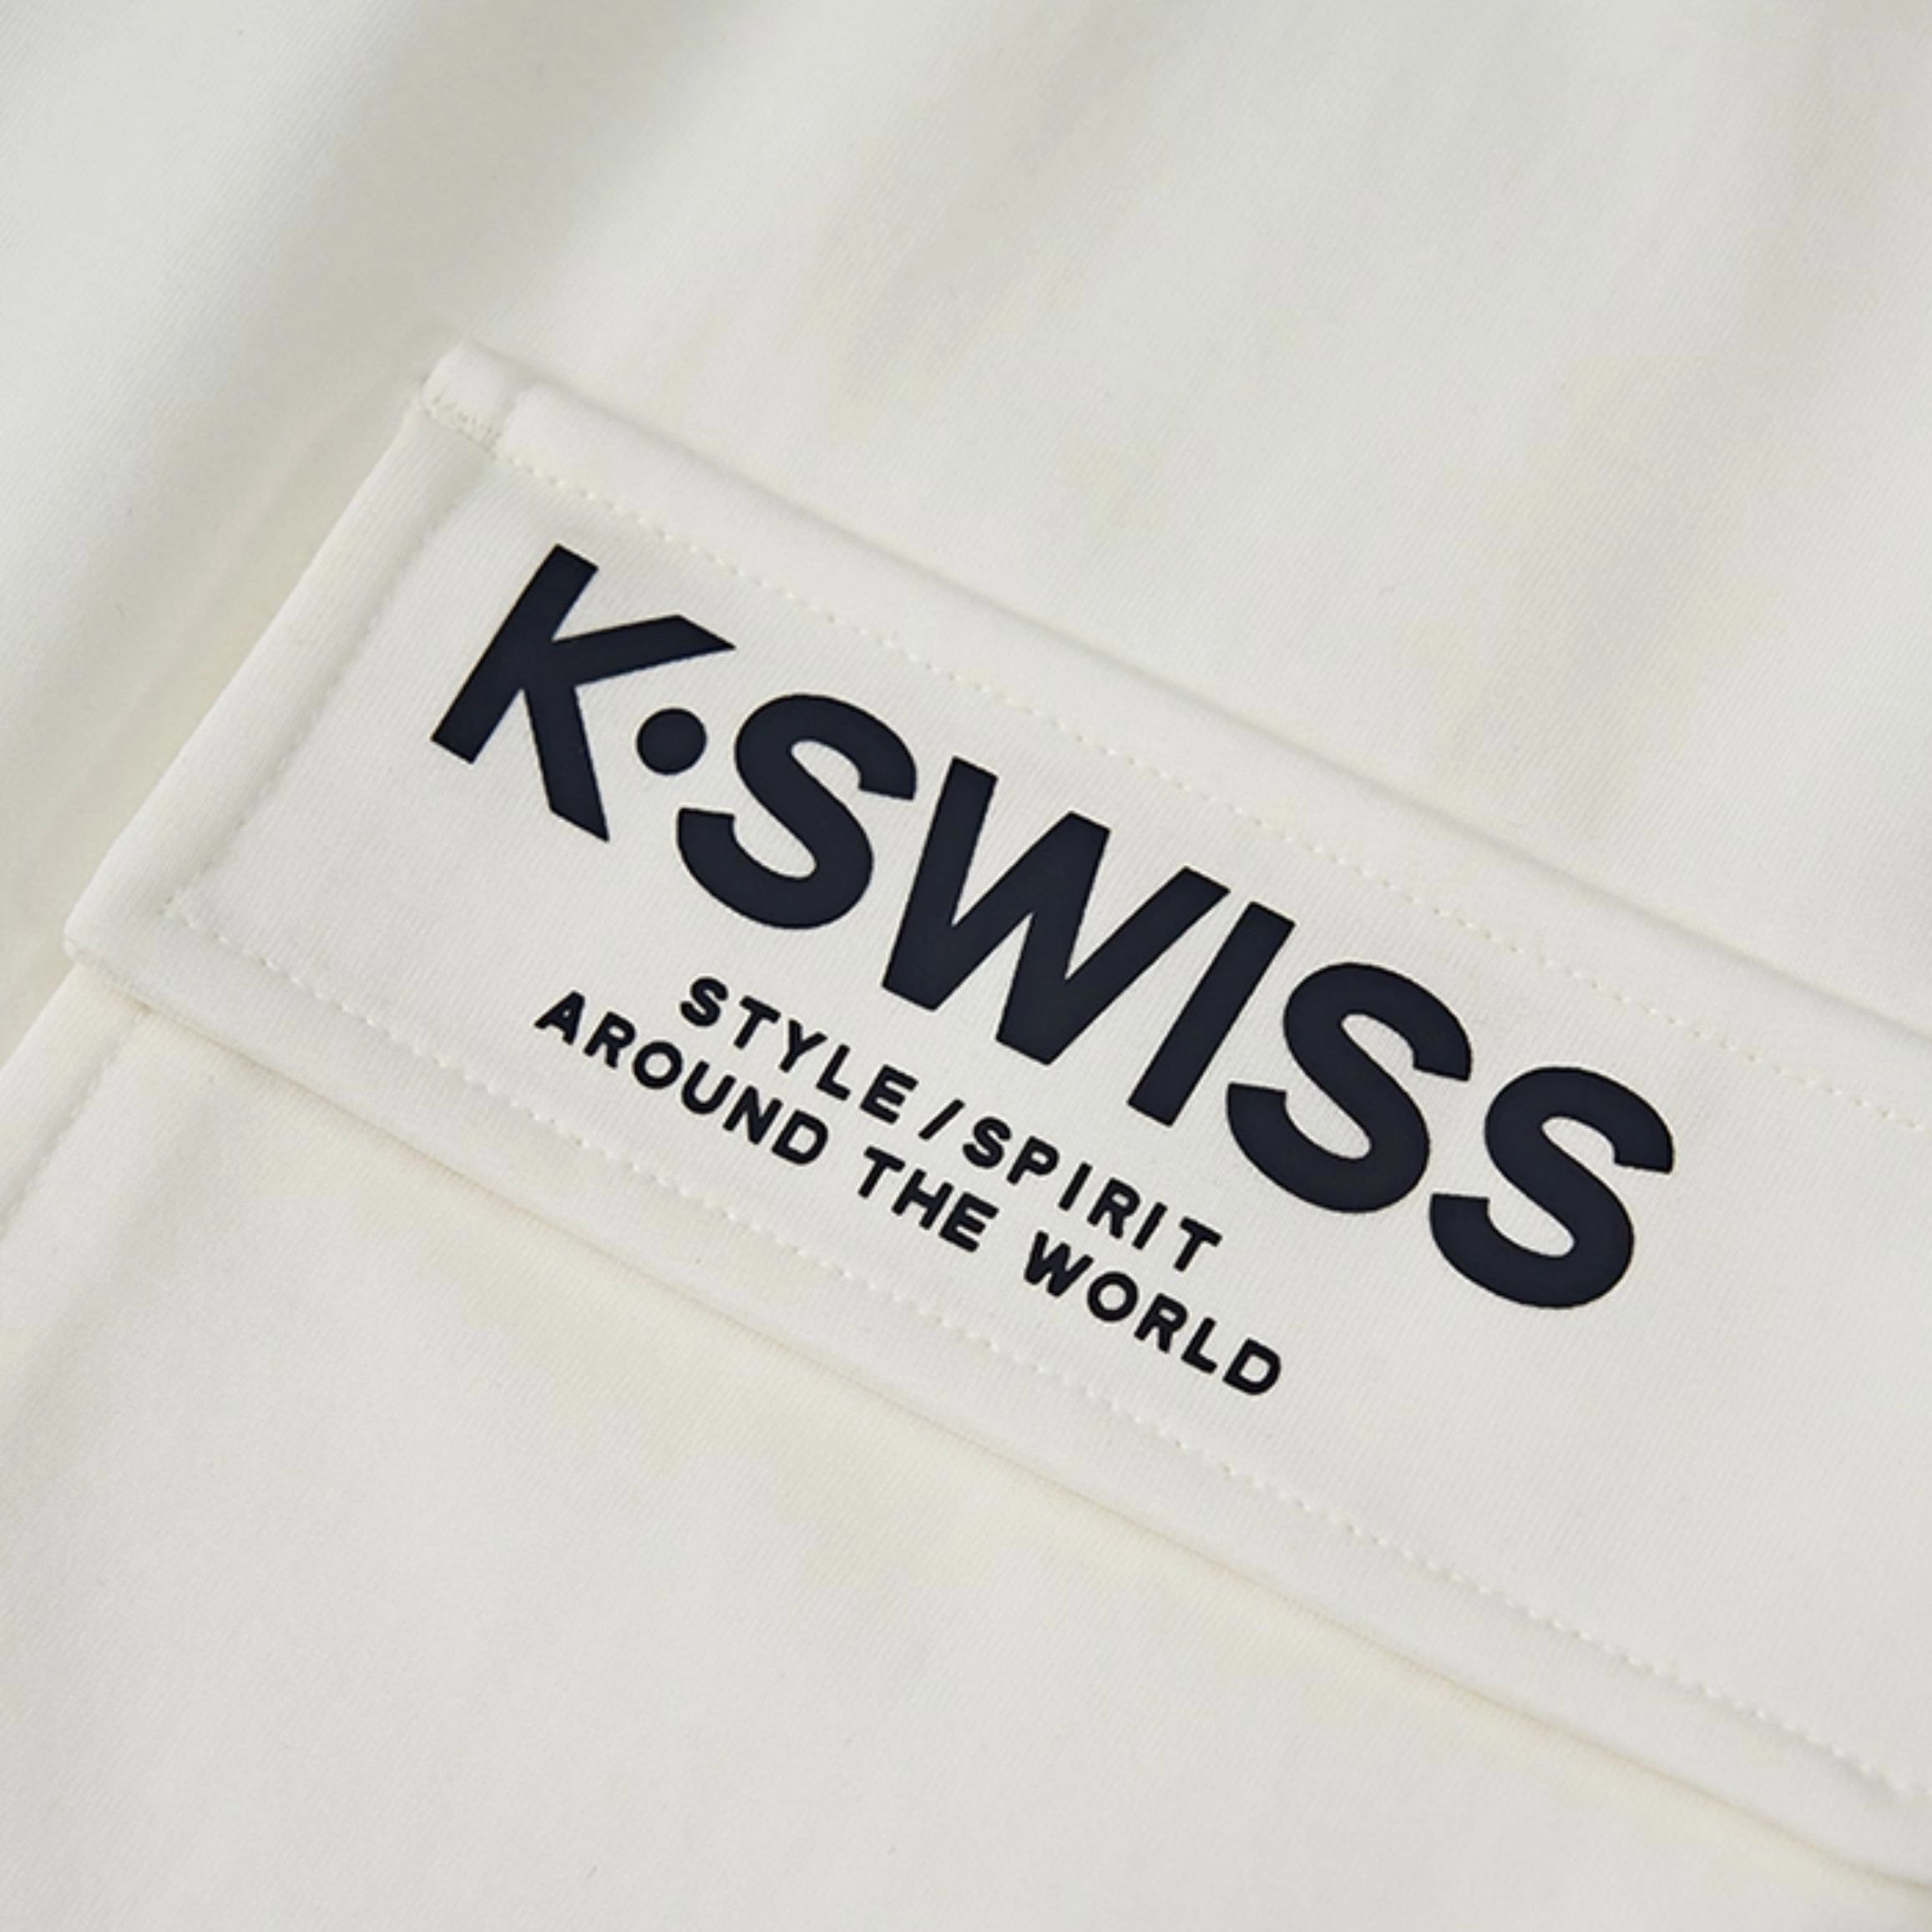 K·SWISS
STYLE/SPIRIT
AROUND THE WORLD